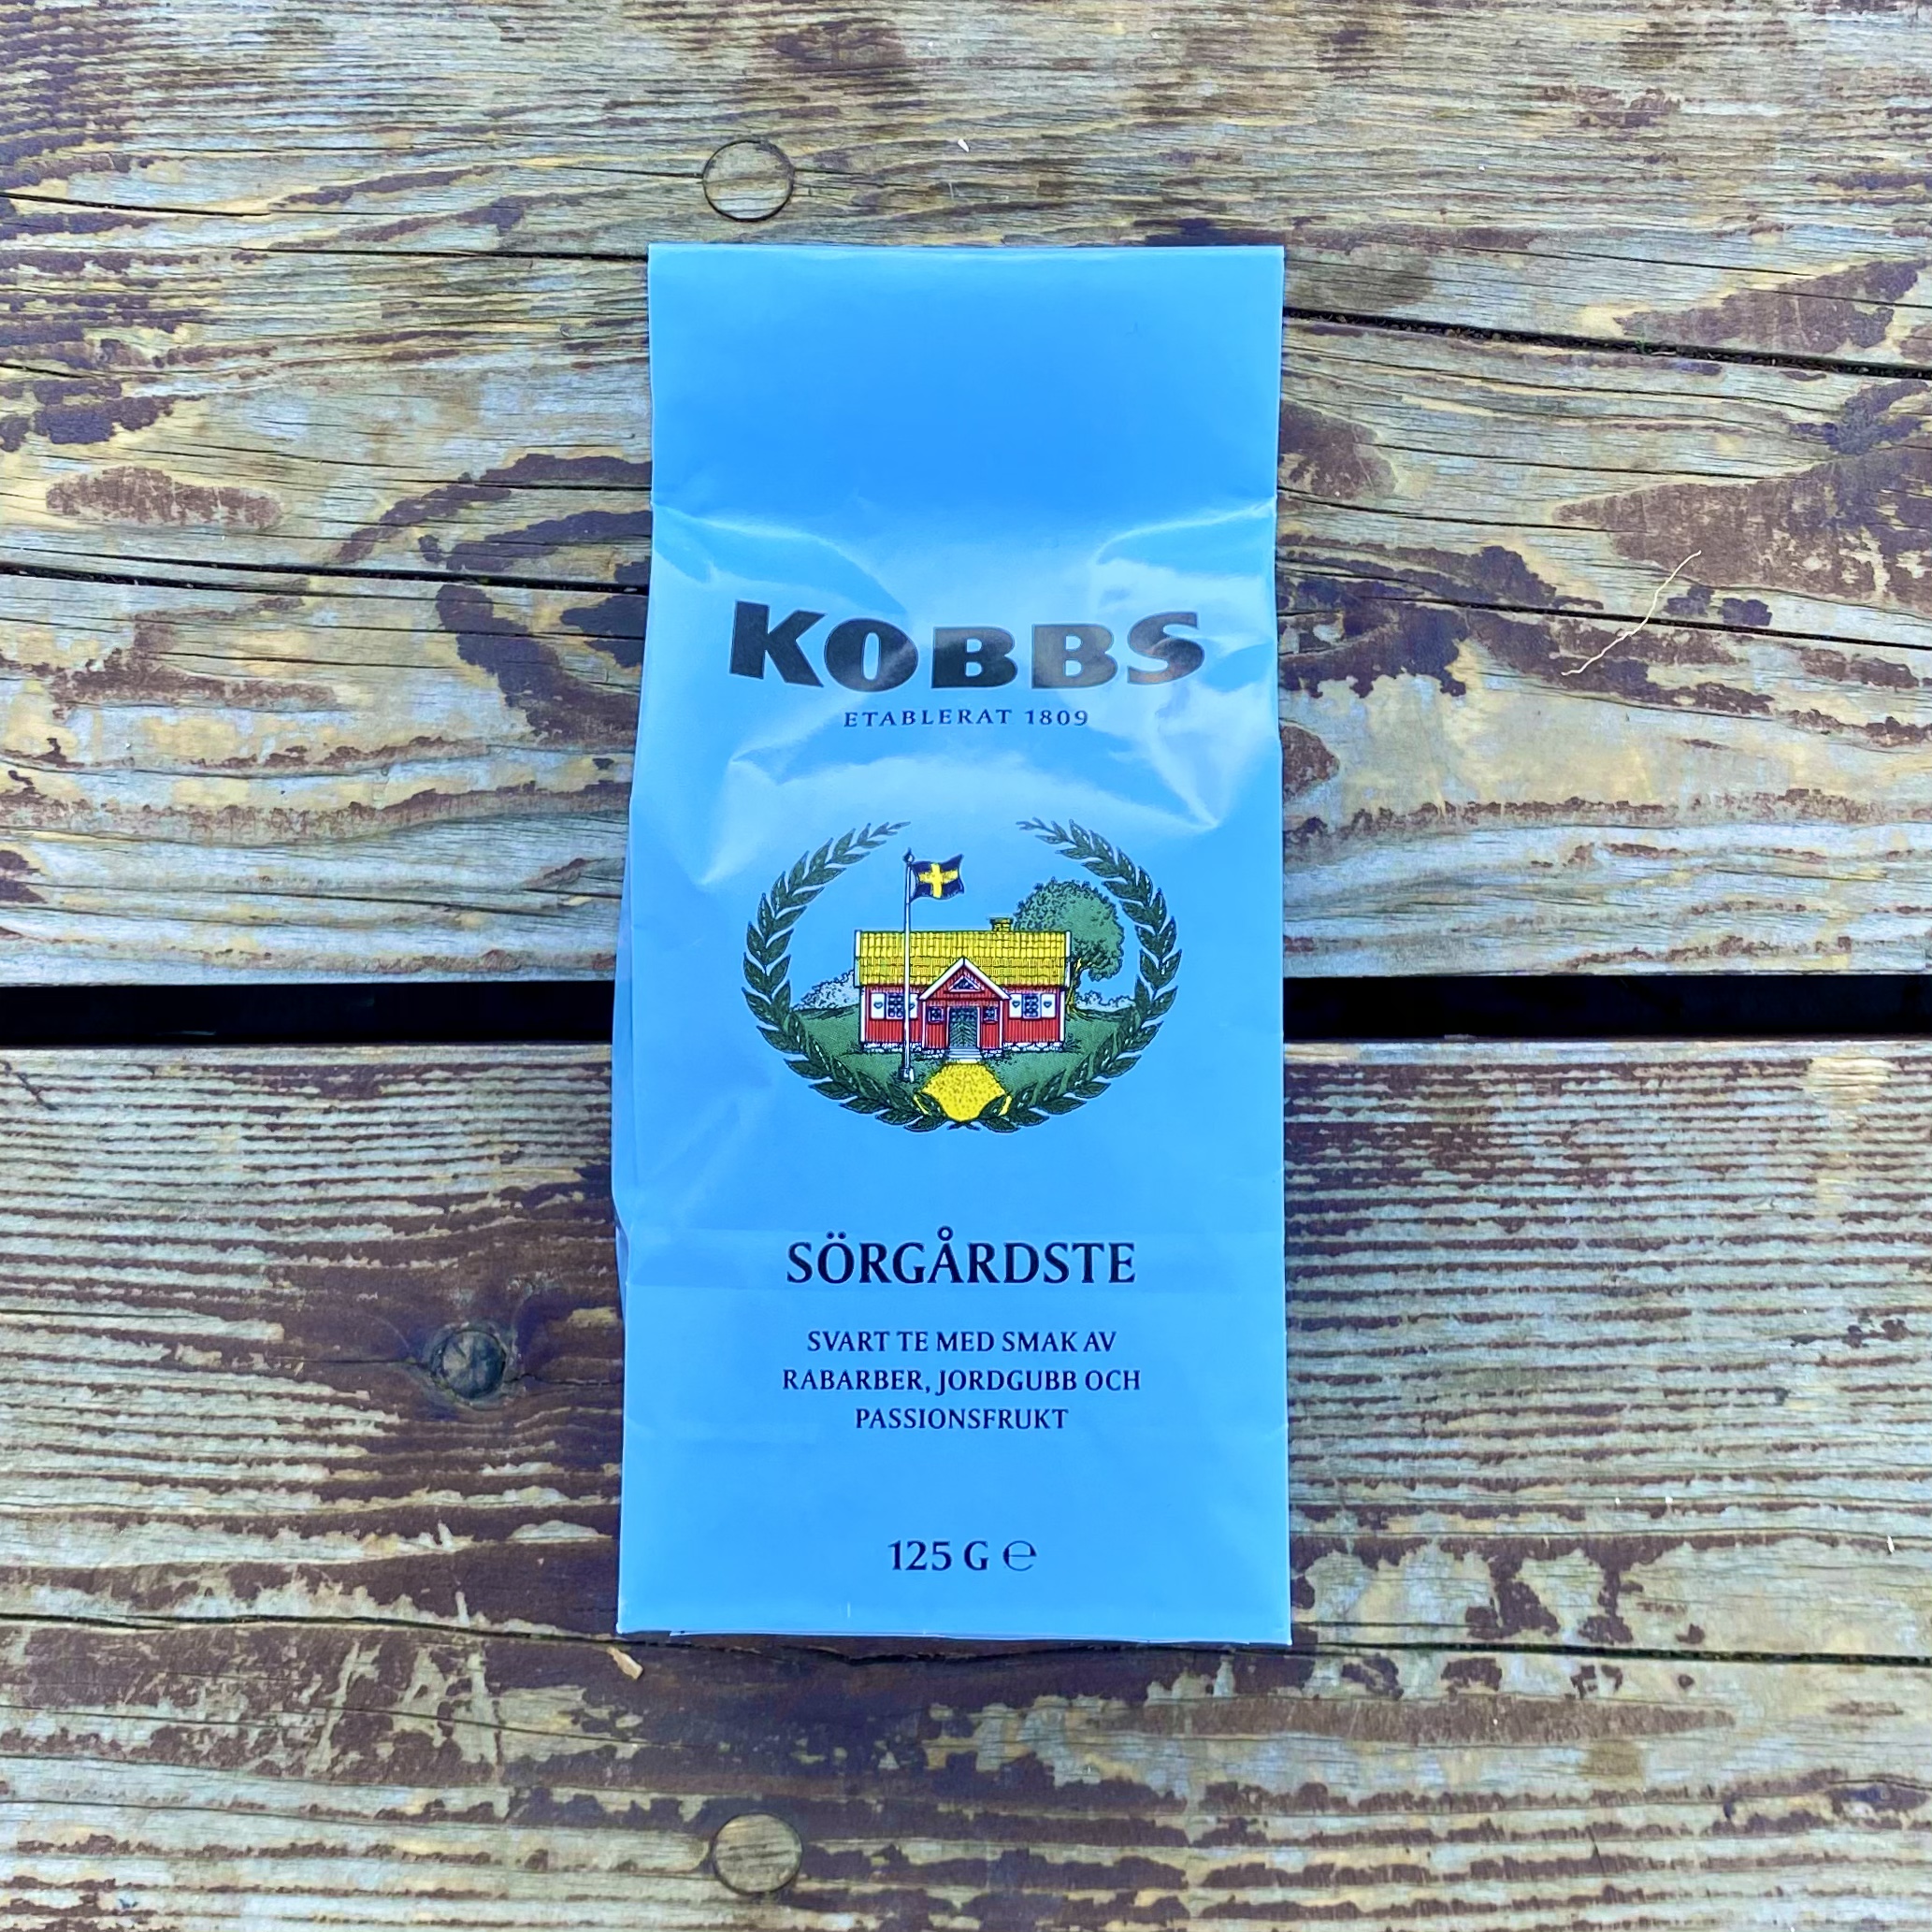 KOBBS
ETABLERAT 1809
SÖRGÅRDSTE
SVART TE MED SMAK AV
RABARBER, JORDGUBB OCH
PASSIONSFRUKT
125 G ℮